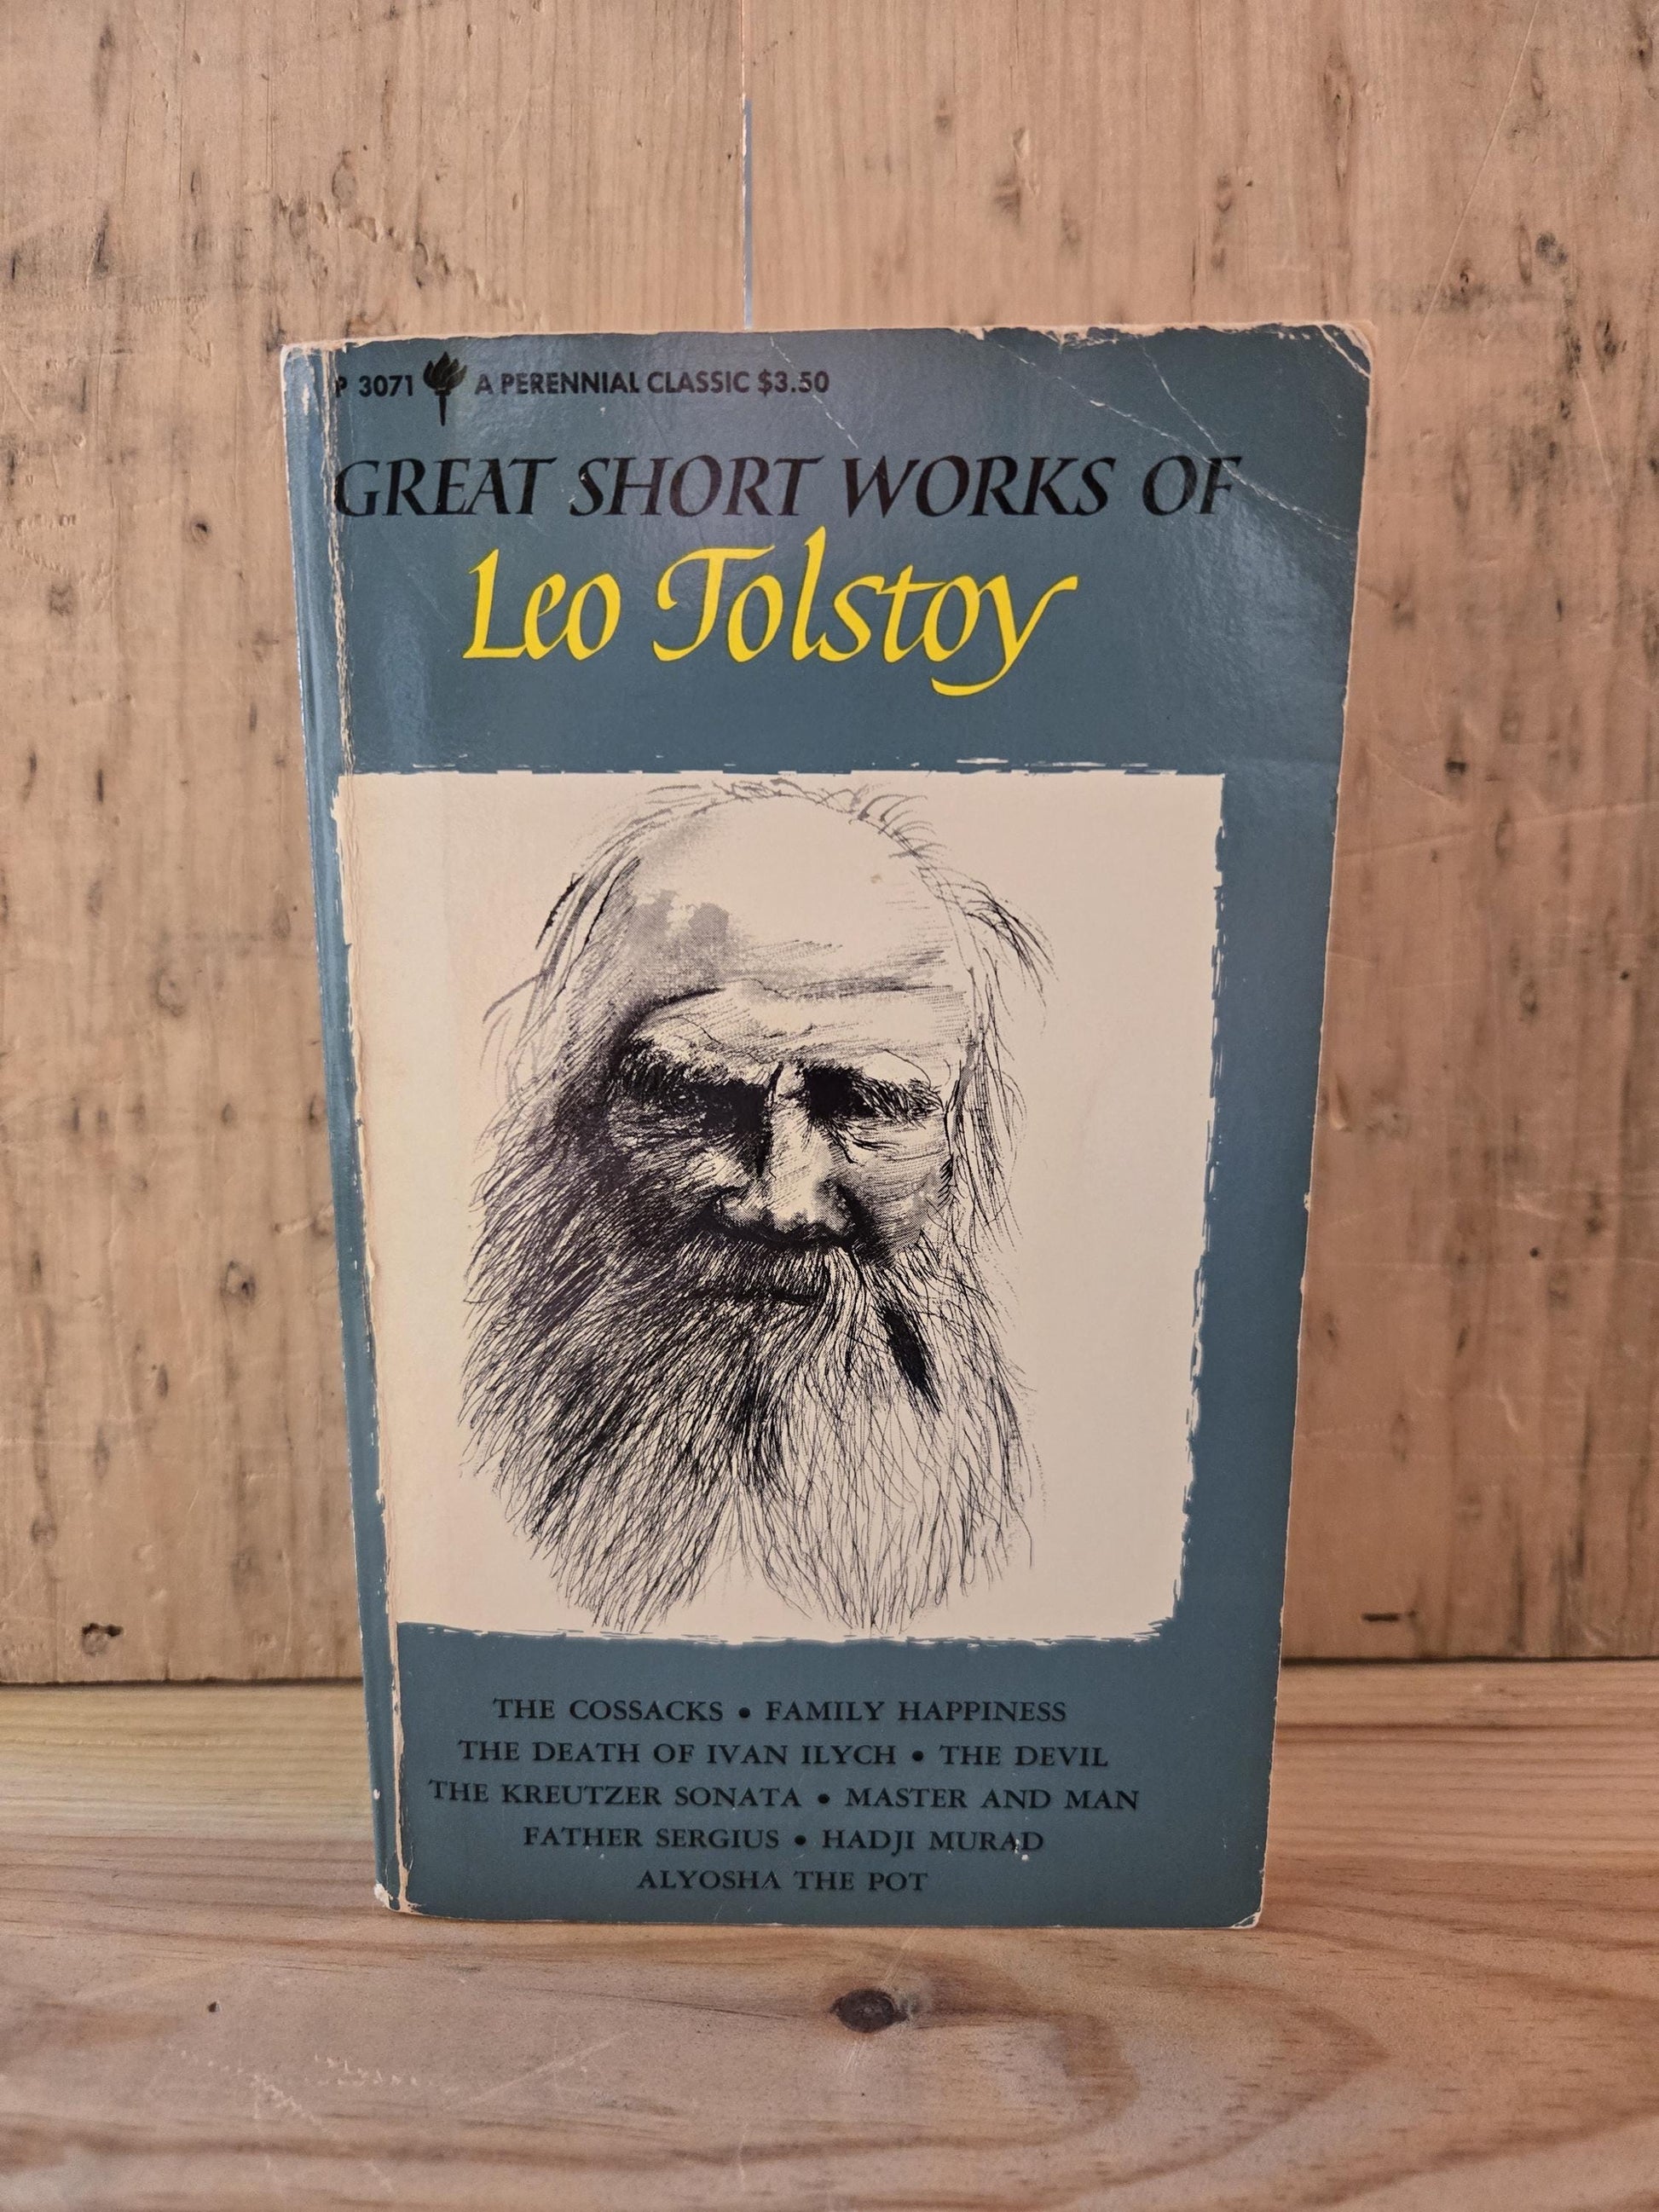 P 3071 A PERENNIAL CLASSIC $3.50
GREAT SHORT WORKS OF
Leo Tolstoy
THE COSSACKS • FAMILY HAPPINESS
THE DEATH OF IVAN ILYCH • THE DEVIL
THE KREUTZER SONATA • MASTER AND MAN
FATHER SERGIUS • HADJI MURAD
ALYOSHA THE POT